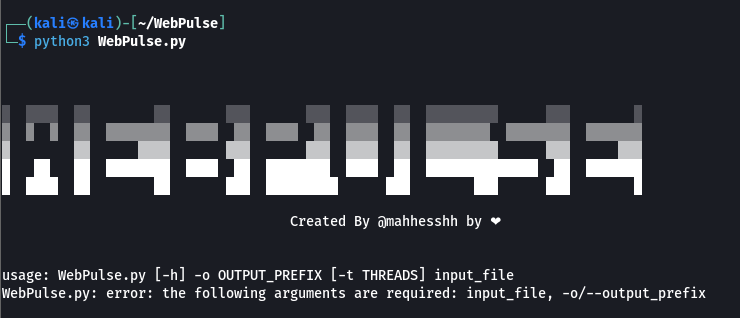 ┌──(kali㉿kali)-[~/WebPulse]
└─$ python3 WebPulse.py
Created By @mahhesshh by ❤
usage: WebPulse.py [-h] -o OUTPUT_PREFIX [-t THREADS] input_file
WebPulse.py: error: the following arguments are required: input_file, -o/--output_prefix